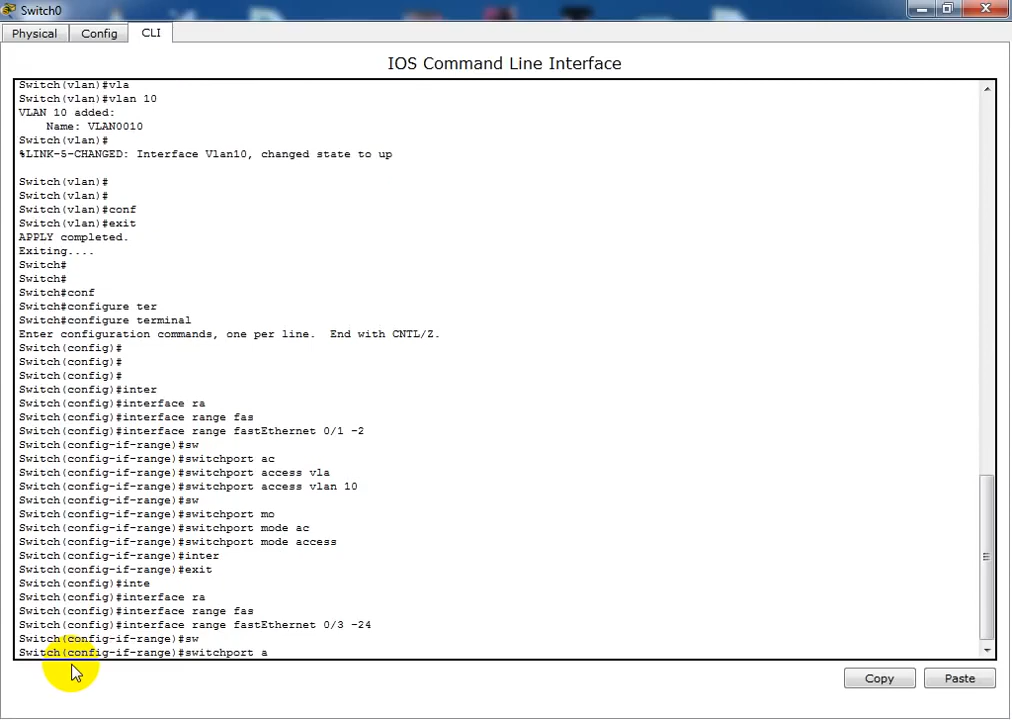 Switch0
Physical Config CLI
IOS Command Line Interface
Switch(vlan)#vla
Switch(vlan)#vlan 10
VLAN 10 added:
    Name: VLAN0010
Switch(vlan)#
%LINK-5-CHANGED: Interface Vlan10, changed state to up
Switch(vlan)#
Switch(vlan)#
Switch(vlan)#conf
Switch(vlan)#exit
APPLY completed.
Exiting....
Switch#
Switch#
Switch#conf
Switch#configure ter
Switch#configure terminal
Enter configuration commands, one per line.  End with CNTL/Z.
Switch(config)#
Switch(config)#
Switch(config)#
Switch(config)#inter
Switch(config)#interface ra
Switch(config)#interface range fas
Switch(config)#interface range fastEthernet 0/1 -2
Switch(config-if-range)#sw
Switch(config-if-range)#switchport ac
Switch(config-if-range)#switchport access vla
Switch(config-if-range)#switchport access vlan 10
Switch(config-if-range)#sw
Switch(config-if-range)#switchport mo
Switch(config-if-range)#switchport mode ac
Switch(config-if-range)#switchport mode access
Switch(config-if-range)#inter
Switch(config-if-range)#exit
Switch(config)#inte
Switch(config)#interface ra
Switch(config)#interface range fas
Switch(config)#interface range fastEthernet 0/3 -24
Switch(config-if-range)#sw
Switch(config-if-range)#switchport a
Copy Paste